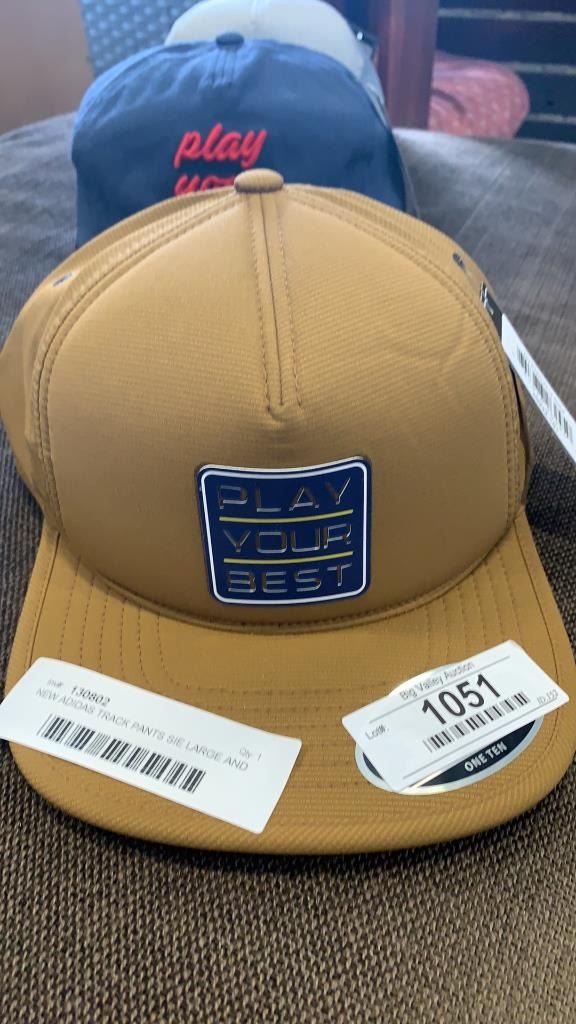 play
PLAY
YOUR
BEST
Inv#: 130802
NEW ADIDAS TRACK PANTS SIE LARGE AND
Qty: 1
Big Valley Auction
Lot#: 1051
ONE TEN